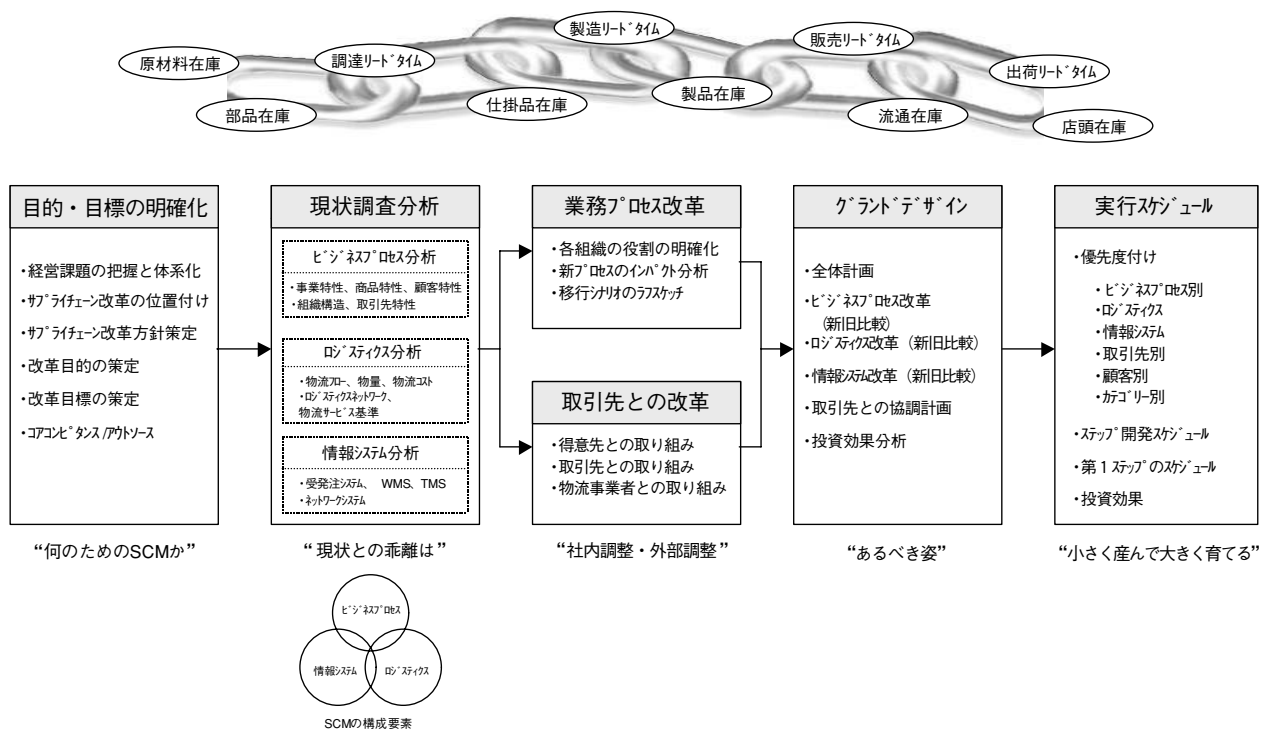 製造ﾘｰﾄﾞﾀｲﾑ
販売ﾘｰﾄﾞﾀｲﾑ
原材料在庫
調達ﾘｰﾄﾞﾀｲﾑ
出荷ﾘｰﾄﾞﾀｲﾑ
部品在庫
仕掛品在庫
製品在庫
流通在庫
店頭在庫
目的・目標の明確化
・経営課題の把握と体系化
・ｻﾌﾟﾗｲﾁｪｰﾝ改革の位置付け
・ｻﾌﾟﾗｲﾁｪｰﾝ改革方針策定
・改革目的の策定
・改革目標の策定
・ｺｱｺﾝﾋﾟﾀﾝｽ/ｱｳﾄｿｰｽ
“何のためのSCMか”
現状調査分析
ﾋﾞｼﾞﾈｽﾌﾟﾛｾｽ分析
・事業特性、商品特性、顧客特性
・組織構造、取引先特性
ﾛｼﾞｽﾃｨｸｽ分析
・物流ﾌﾛｰ、物量、物流ｺｽﾄ
・ﾛｼﾞｽﾃｨｸｽﾈｯﾄﾜｰｸ、
物流ｻｰﾋﾞｽ基準
情報ｼｽﾃﾑ分析
・受発注ｼｽﾃﾑ、 WMS、TMS
・ﾈｯﾄﾜｰｸｼｽﾃﾑ
“現状との乖離は”
業務ﾌﾟﾛｾｽ改革
・各組織の役割の明確化
・新ﾌﾟﾛｾｽのｲﾝﾊﾟｸﾄ分析
・移行ｼﾅﾘｵのﾗﾌｽｹｯﾁ
取引先との改革
・得意先との取り組み
・取引先との取り組み
・物流事業者との取り組み
“社内調整・外部調整”
ｸﾞﾗﾝﾄﾞﾃﾞｻﾞｲﾝ
・全体計画
・ﾋﾞｼﾞﾈｽﾌﾟﾛｾｽ改革
(新旧比較)
・ﾛｼﾞｽﾃｨｸｽ改革 (新旧比較)
・情報ｼｽﾃﾑ改革 (新旧比較)
・取引先との協調計画
・投資効果分析
“あるべき姿”
実行ｽｹｼﾞｭｰﾙ
・優先度付け
・ﾋﾞｼﾞﾈｽﾌﾟﾛｾｽ別
・ﾛｼﾞｽﾃｨｸｽ
・情報ｼｽﾃﾑ
・取引先別
・顧客別
・ｶﾃｺﾞﾘｰ別
・ｽﾃｯﾌﾟ開発ｽｹｼﾞｭｰﾙ
・第１ｽﾃｯﾌﾟのｽｹｼﾞｭｰﾙ
・投資効果
“小さく産んで大きく育てる”
ﾋﾞｼﾞﾈｽﾌﾟﾛｾｽ
情報ｼｽﾃﾑ
ﾛｼﾞｽﾃｨｸｽ
SCMの構成要素